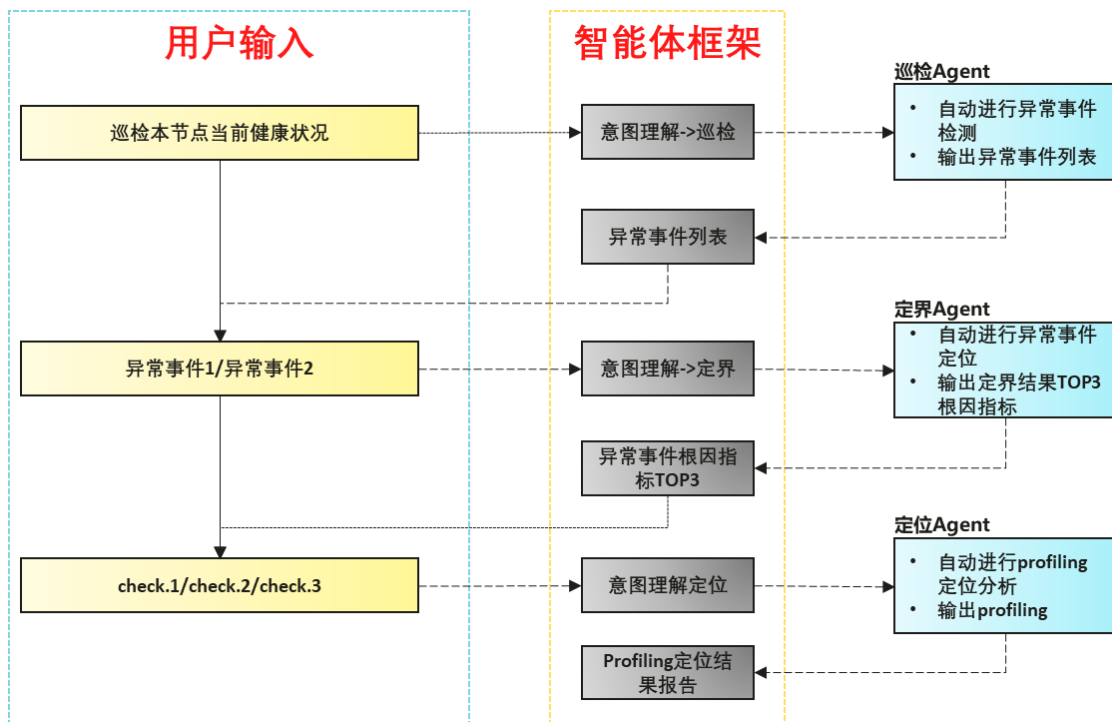 用户输入
智能体框架
巡检Agent
巡检本节点当前健康状况
意图理解->巡检
• 自动进行异常事件
检测
• 输出异常事件列表
异常事件列表
定界Agent
异常事件1/异常事件2
意图理解->定界
• 自动进行异常事件
定位
• 输出定界结果TOP3
根因指标
异常事件根因指
标TOP3
定位Agent
check.1/check.2/check.3
意图理解定位
• 自动进行profiling
定位分析
• 输出profiling
Profiling定位结
果报告